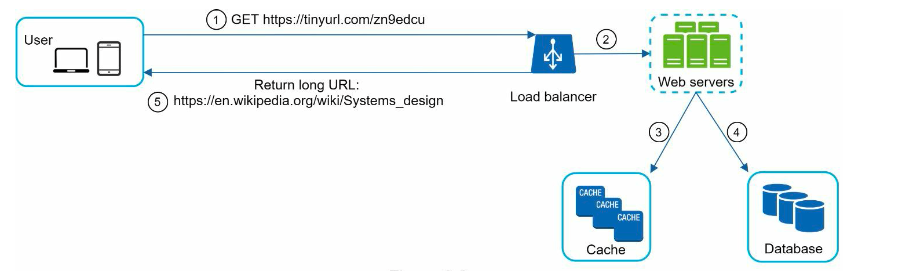 User
① GET https://tinyurl.com/zn9edcu
②
Web servers
Load balancer
Return long URL:
⑤ https://en.wikipedia.org/wiki/Systems_design
③
④
CACHE
CACHE
CACHE
Cache
Database